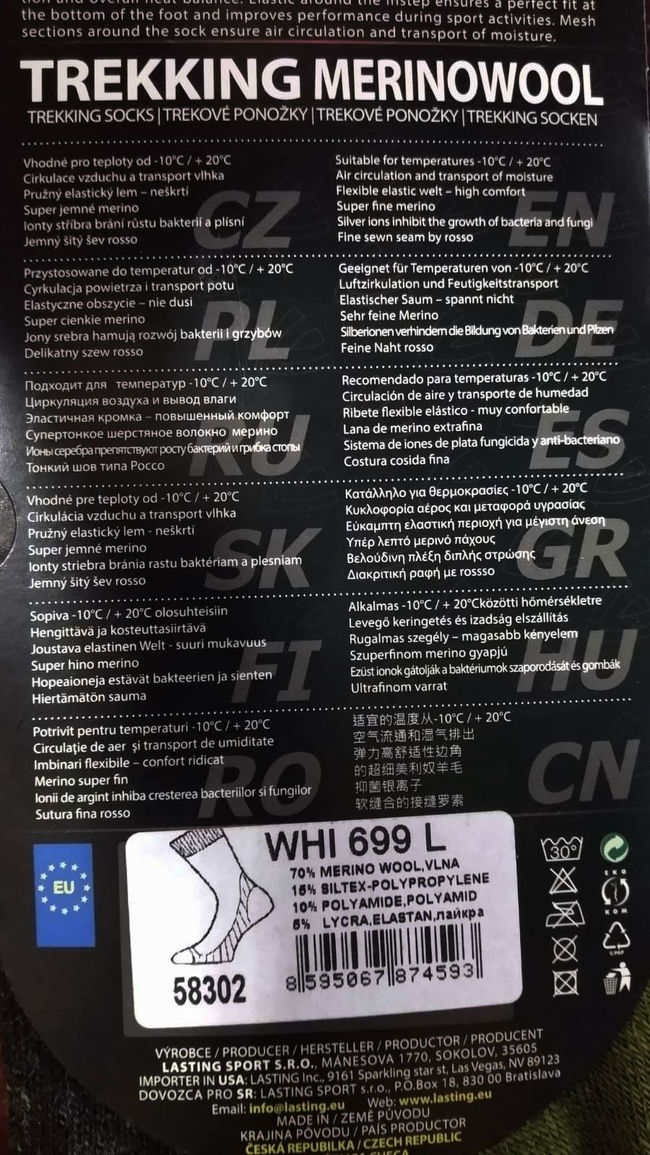 tion and overall heat balance. Elastic around the instep ensures a perfect fit at
the bottom of the foot and improves performance during sport activities. Mesh
sections around the sock ensure air circulation and transport of moisture.
TREKKING MERINOWOOL
TREKKING SOCKS | TREKOVÉ PONOŽKY | TREKOVÉ PONOŽKY | TREKKING SOCKEN
Vhodné pro teploty od -10°C / + 20°C
Cirkulace vzduchu a transport vlhka
Pružný elastický lem – neškrtí
Super jemné merino
Ionty stříbra brání růstu bakterií a plísní
Jemný šitý šev rosso
CZ
Suitable for temperatures -10°C / + 20°C
Air circulation and transport of moisture
Flexible elastic welt – high comfort
Super fine merino
Silver ions inhibit the growth of bacteria and fungi
Fine sewn seam by rosso
EN
Przystosowane do temperatur od -10°C / + 20°C
Cyrkulacja powietrza i transport potu
Elastyczne obszycie – nie dusi
Super cienkie merino
Jony srebra hamują rozwój bakterii i grzybów
Delikatny szew rosso
PL
Geeignet für Temperaturen von -10°C / + 20°C
Luftzirkulation und Feutigkeitstransport
Elastischer Saum – spannt nicht
Sehr feine Merino
Silberionen verhindern die Bildung von Bakterien und Pilzen
Feine Naht rosso
DE
Подходит для температур -10°C / + 20°C
Циркуляция воздуха и вывод влаги
Эластичная кромка – повышенный комфорт
Супертонкое шерстяное волокно мерино
Ионы серебра препятствуют росту бактерий и грибка стопы
Тонкий шов типа Россо
RU
Recomendado para temperaturas -10°C / + 20°C
Circulación de aire y transporte de humedad
Ribete flexible elástico - muy confortable
Lana de merino extrafina
Sistema de iones de plata fungicida y anti-bacteriano
Costura cosida fina
ES
Vhodné pre teploty od -10°C / + 20°C
Cirkulácia vzduchu a transport vlhka
Pružný elastický lem - neškrtí
Super jemné merino
Ionty striebra bránia rastu baktériam a plesniam
Jemný šitý šev rosso
SK
Κατάλληλο για θερμοκρασίες -10°C / + 20°C
Κυκλοφορία αέρος και μεταφορά υγρασίας
Εύκαμπτη ελαστική περιοχή για μέγιστη άνεση
Υπέρ λεπτό μερινό πάχους
Βελούδινη πλέξη διπλής στρώσης
Διακριτική ραφή με rossso
GR
Sopiva -10°C / + 20°C olosuhteisiin
Hengittävä ja kosteuttasiirtävä
Joustava elastinen Welt - suuri mukavuus
Super hino merino
Hopeaioneja estävät bakteerien ja sienten
Hiertämätön sauma
FI
Alkalmas -10°C / + 20°Cközötti hőmérsékletre
Levegő keringetés és izadság elszállítás
Rugalmas szegély – magasabb kényelem
Szuperfinom merino gyapjú
Ezüst ionok gátolják a baktériumok szaporodását és gombák
Ultrafinom varrat
HU
Potrivit pentru temperaturi -10°C / + 20°C
Circulaţie de aer şi transport de umiditate
Imbinari flexibile – confort ridicat
Merino super fin
Ionii de argint inhiba cresterea bacteriilor si fungilor
Sutura fina rosso
RO
适宜的温度从-10°C / + 20°C
空气流通和湿气排出
弹力高舒适性边角
的超细美利奴羊毛
抑菌银离子
软缝合的接缝罗索
CN
EU
WHI 699 L
70% MERINO WOOL,VLNA
15% SILTEX-POLYPROPYLENE
10% POLYAMIDE,POLYAMID
5% LYCRA,ELASTAN,лайкра
58302
8 595067 874593
30°
EKO
KOM
VÝROBCE / PRODUCER / HERSTELLER / PRODUCTOR / PRODUCENT
LASTING SPORT S.R.O., MÁNESOVA 1770, SOKOLOV, 35605
IMPORTER IN USA: LASTING Inc., 9161 Sparkling star st, Las Vegas, NV 89123
DOVOZCA PRO SR: LASTING SPORT s.r.o., P.O.Box 18, 830 00 Bratislava
Email: info@lasting.eu Web: www.lasting.eu
MADE IN / ZEMĚ PŮVODU
KRAJINA PÔVODU / PAÍS PRODUCTOR
ČESKÁ REPUBILKA / CZECH REPUBLIC